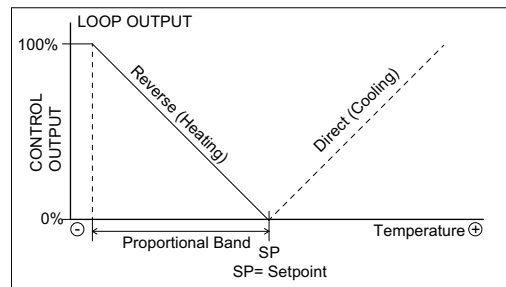 LOOP OUTPUT
100%
CONTROL
OUTPUT
Reverse (Heating)
Direct (Cooling)
0%
-
Proportional Band
SP
Temperature +
SP= Setpoint